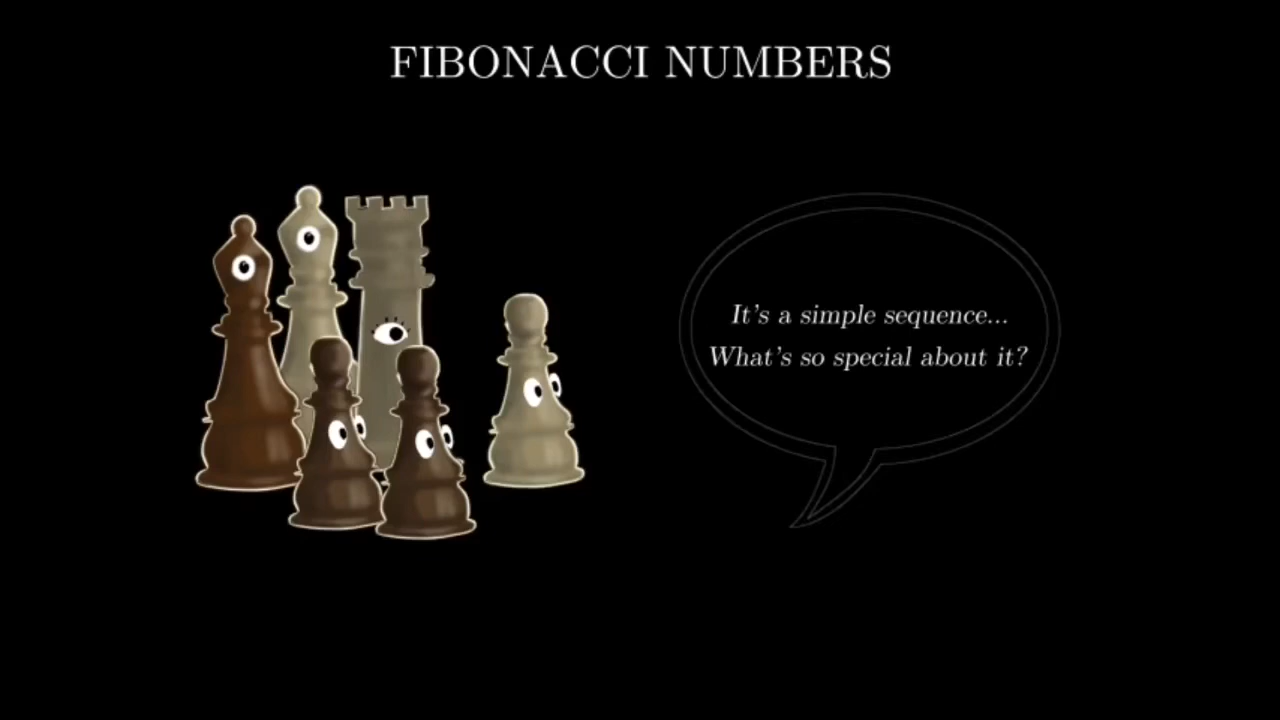 FIBONACCI NUMBERS
It's a simple sequence...
What's so special about it?